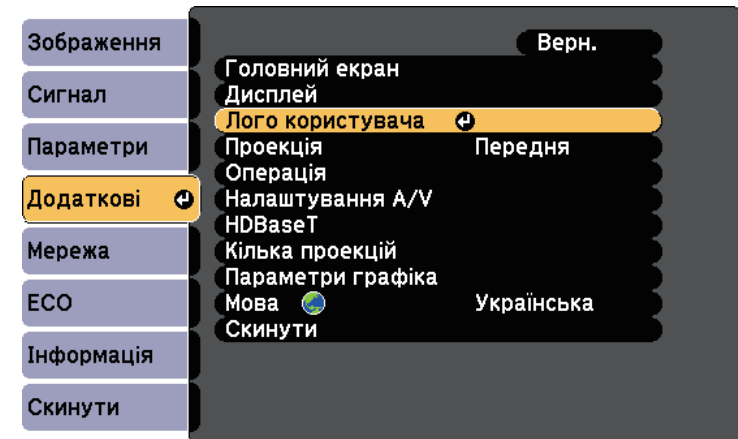 Зображення
Сигнал
Параметри
Додаткові
Мережа
ECO
Інформація
Скинути
Верн.
Головний екран
Дисплей
Лого користувача
Проекція Передня
Операція
Налаштування A/V
HDBaseT
Кілька проекцій
Параметри графіка
Мова Українська
Скинути